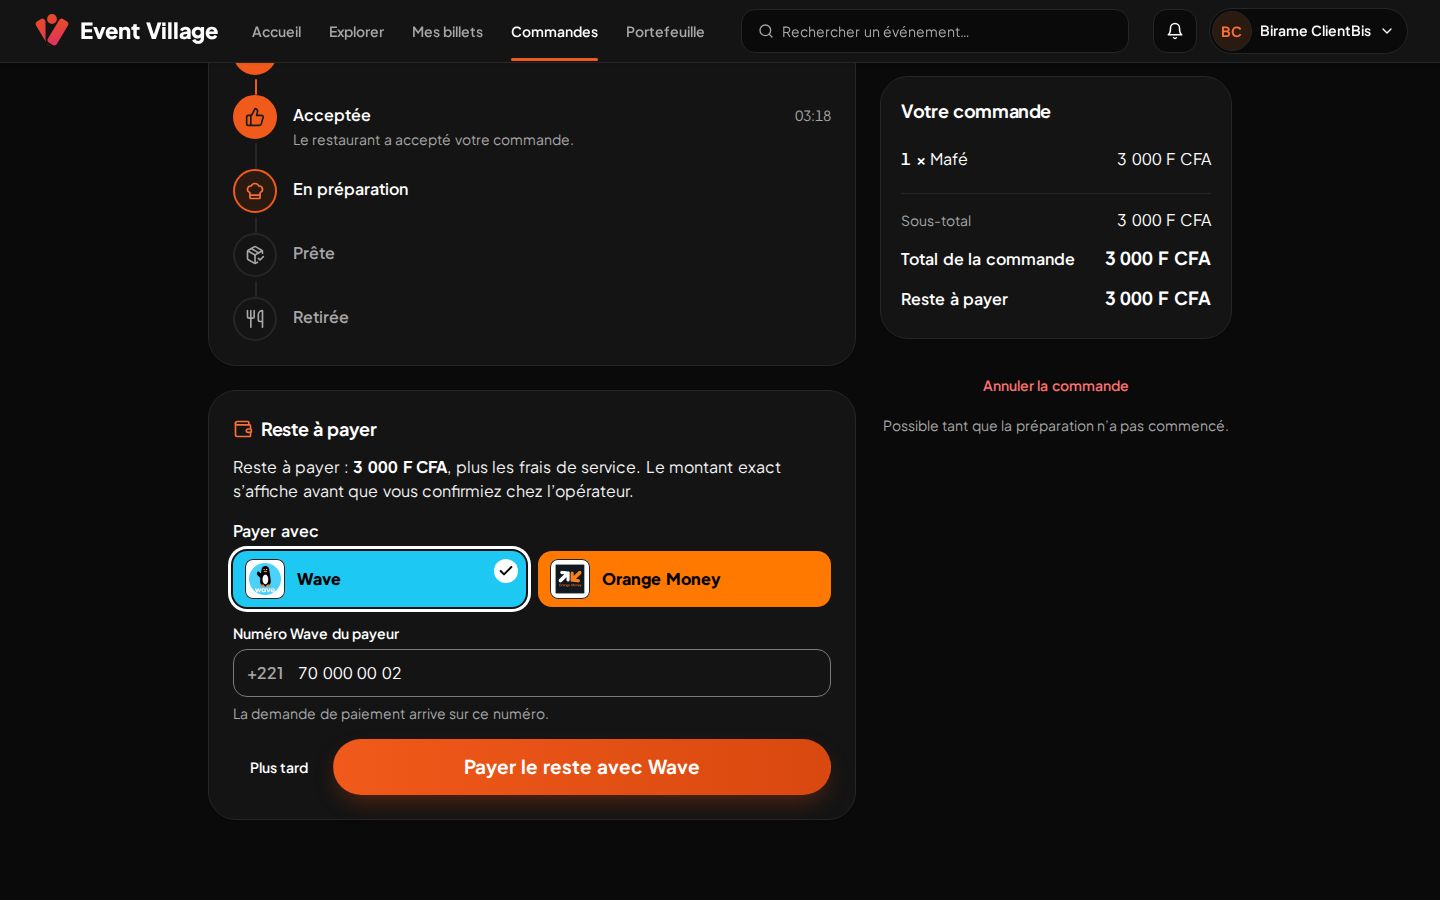 Event Village
Accueil
Explorer
Mes billets
Commandes
Portefeuille
Rechercher un événement…
BC
Birame ClientBis
Acceptée
03:18
Le restaurant a accepté votre commande.
En préparation
Prête
Retirée
Votre commande
1 × Mafé
3 000 F CFA
Sous-total
3 000 F CFA
Total de la commande
3 000 F CFA
Reste à payer
3 000 F CFA
Annuler la commande
Possible tant que la préparation n’a pas commencé.
Reste à payer
Reste à payer : 3 000 F CFA, plus les frais de service. Le montant exact
s’affiche avant que vous confirmiez chez l’opérateur.
Payer avec
wave
Wave
Orange Money
Numéro Wave du payeur
+221
70 000 00 02
La demande de paiement arrive sur ce numéro.
Plus tard
Payer le reste avec Wave